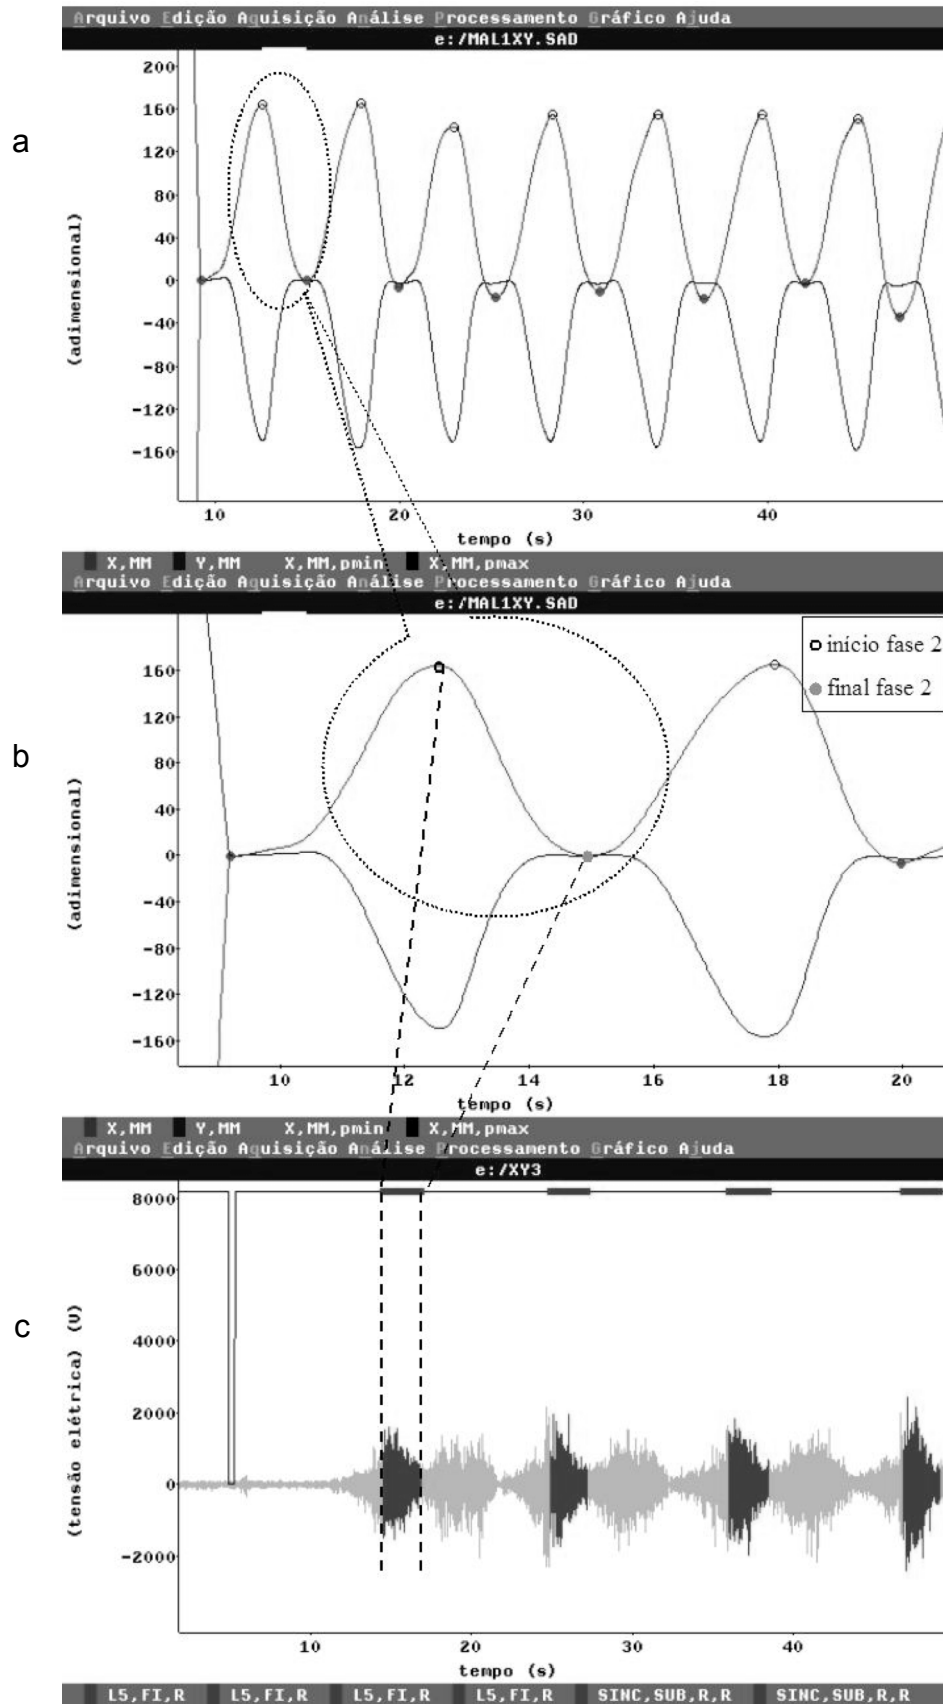 Arquivo Edição Aquisição Análise Processamento Gráfico Ajuda
e:/MAL1XY.SAD
a
(adimensional)
200
160
120
80
40
0
-40
-80
-120
-160
10 20 30 40
tempo (s)
X,MM Y,MM X,MM,pmin X,MM,pmax
Arquivo Edição Aquisição Análise Processamento Gráfico Ajuda
e:/MAL1XY.SAD
início fase 2
final fase 2
b
(adimensional)
160
120
80
40
0
-40
-80
-120
-160
10 12 14 16 18 20
tempo (s)
X,MM Y,MM X,MM,pmin X,MM,pmax
Arquivo Edição Aquisição Análise Processamento Gráfico Ajuda
e:/XY3
c
(tensão elétrica) (U)
8000
6000
4000
2000
0
-2000
10 20 30 40
tempo (s)
L5,FI,R L5,FI,R L5,FI,R L5,FI,R SINC,SUB,R,R SINC,SUB,R,R